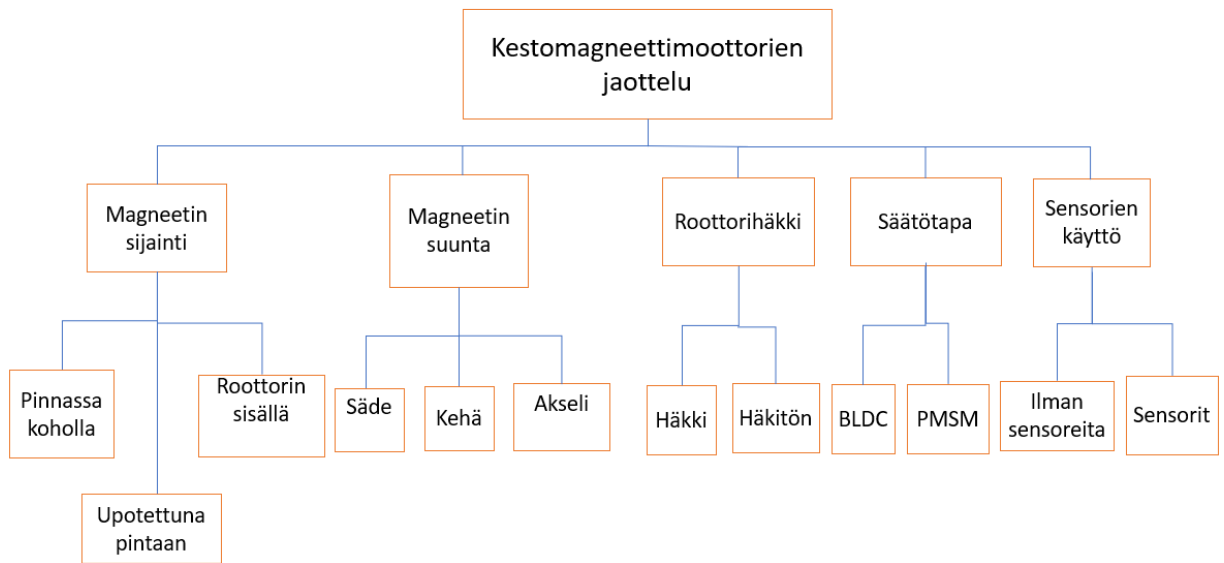 Kestomagneettimoottorien
jaottelu
Magneetin
sijainti
Magneetin
suunta
Roottorihäkki
Säätötapa
Sensorien
käyttö
Pinnassa
koholla
Upotettuna
pintaan
Roottorin
sisällä
Säde
Kehä
Akseli
Häkki
Häkitön
BLDC
PMSM
Ilman
sensoreita
Sensorit